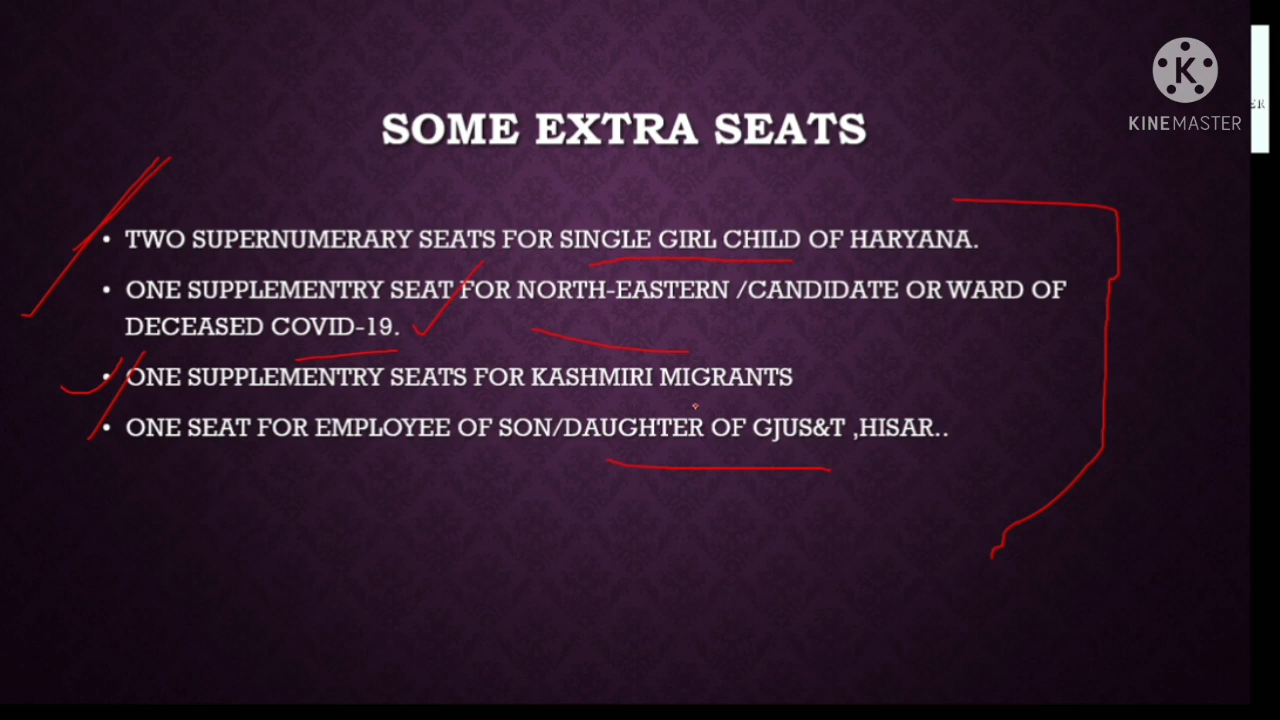 K
KINEMASTER
ER
SOME EXTRA SEATS
• TWO SUPERNUMERARY SEATS FOR SINGLE GIRL CHILD OF HARYANA.
• ONE SUPPLEMENTRY SEAT FOR NORTH-EASTERN /CANDIDATE OR WARD OF
DECEASED COVID-19.
• ONE SUPPLEMENTRY SEATS FOR KASHMIRI MIGRANTS
• ONE SEAT FOR EMPLOYEE OF SON/DAUGHTER OF GJUS&T ,HISAR..